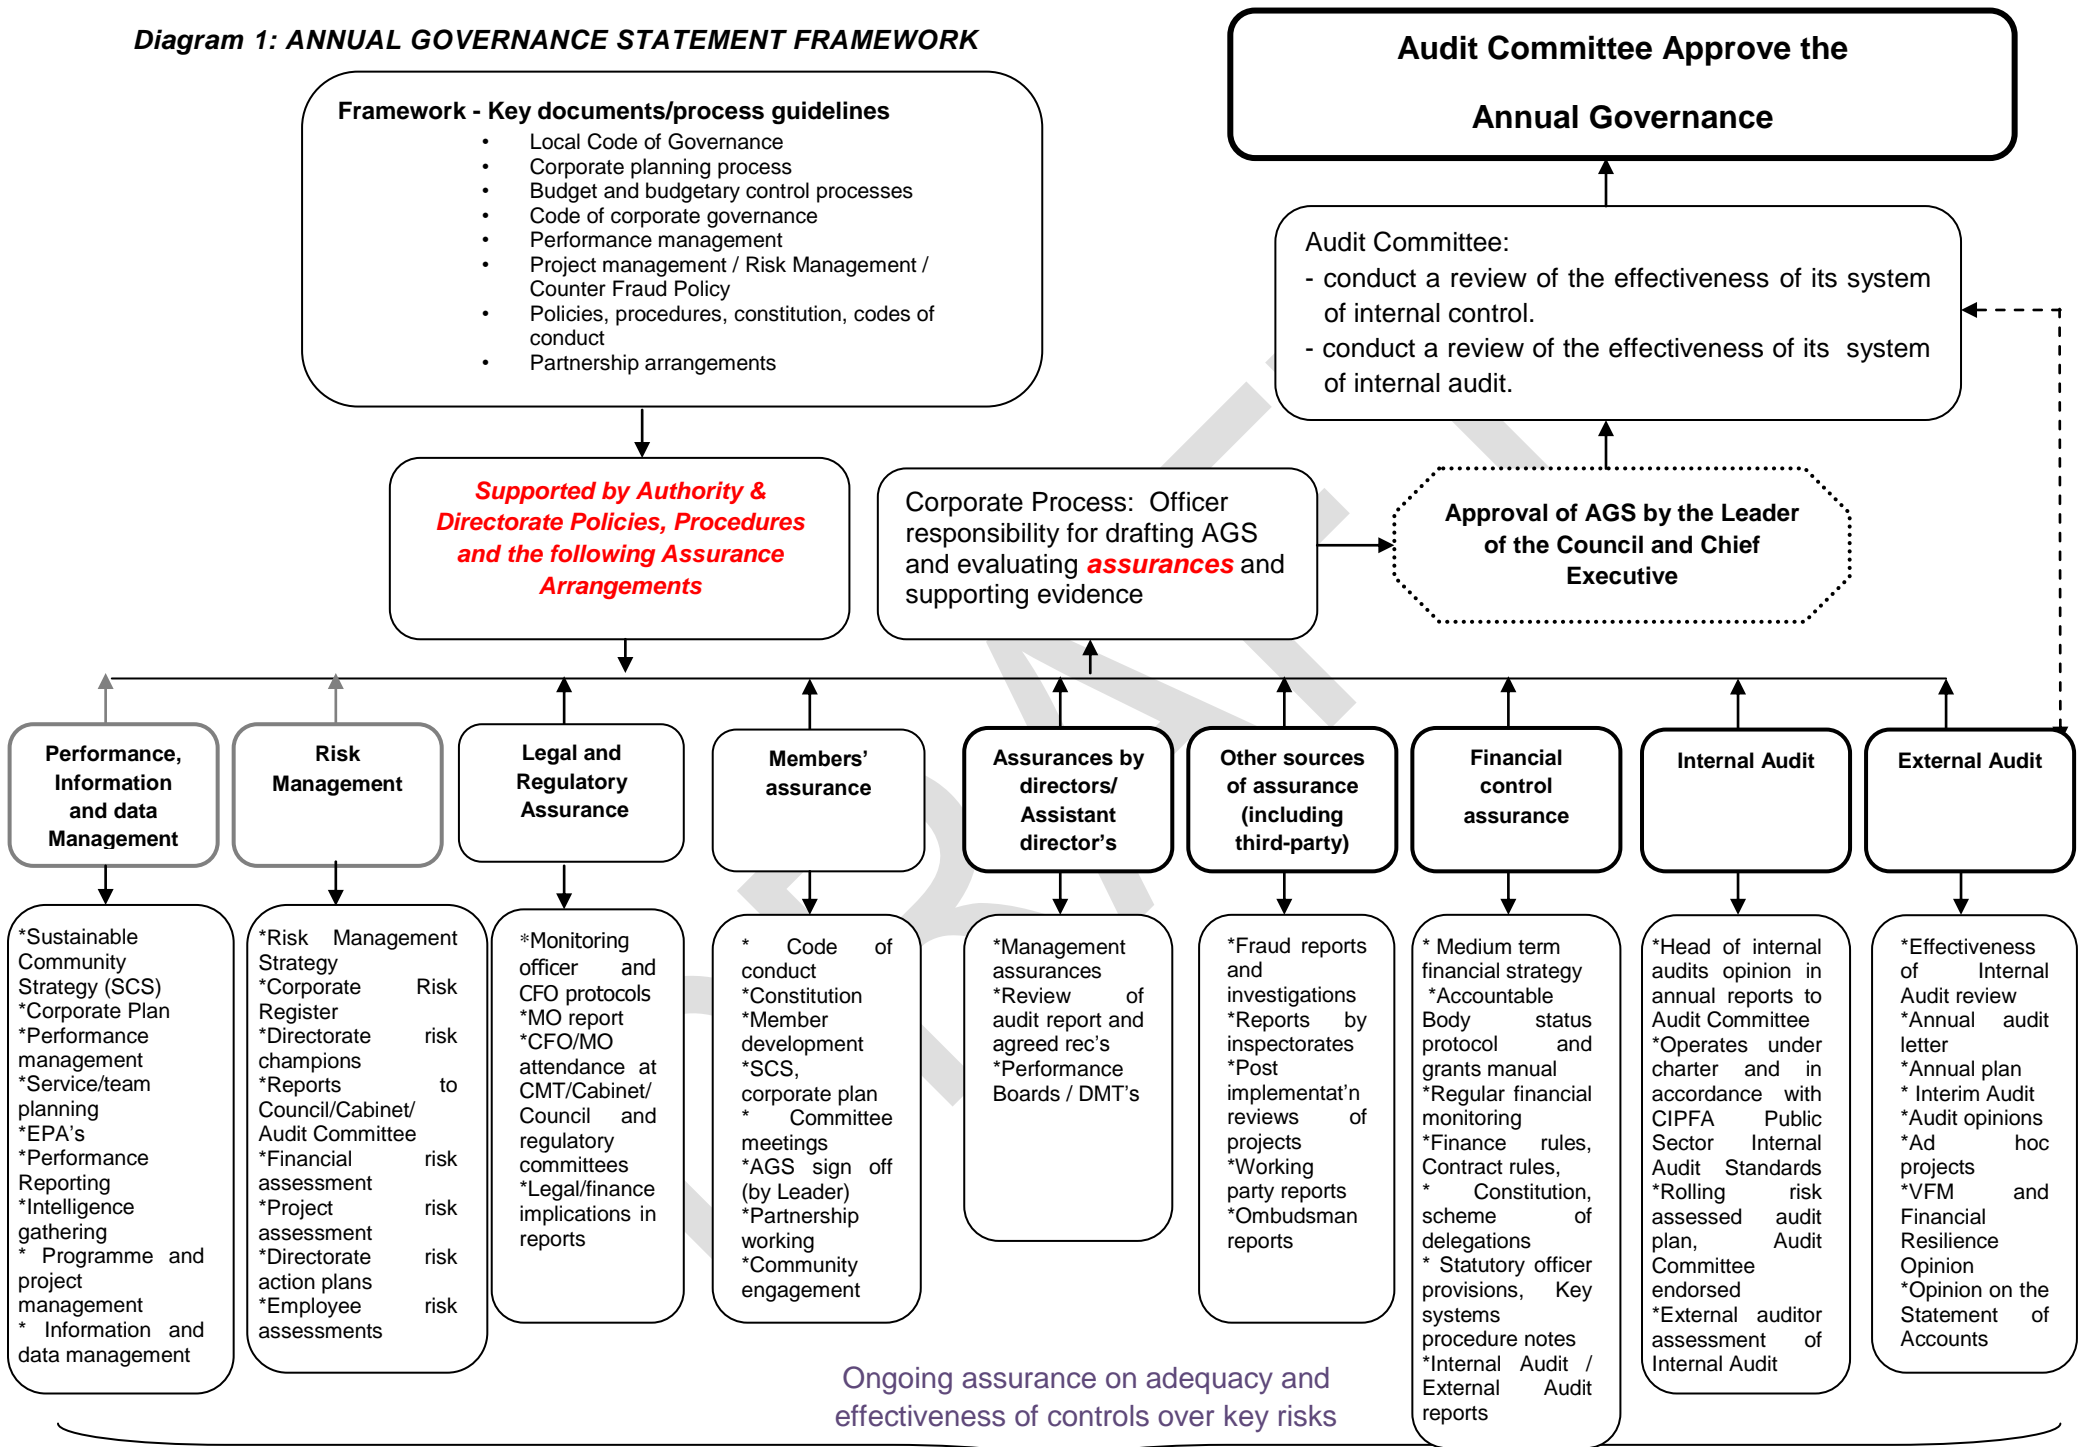 Diagram 1: ANNUAL GOVERNANCE STATEMENT FRAMEWORK
Audit Committee Approve the
Annual Governance
Framework - Key documents/process guidelines
• Local Code of Governance
• Corporate planning process
• Budget and budgetary control processes
• Code of corporate governance
• Performance management
• Project management / Risk Management /
Counter Fraud Policy
• Policies, procedures, constitution, codes of
conduct
• Partnership arrangements
Audit Committee:
- conduct a review of the effectiveness of its system
of internal control.
- conduct a review of the effectiveness of its system
of internal audit.
Supported by Authority &
Directorate Policies, Procedures
and the following Assurance
Arrangements
Corporate Process: Officer
responsibility for drafting AGS
and evaluating assurances and
supporting evidence
Approval of AGS by the Leader
of the Council and Chief
Executive
Performance,
Information
and data
Management
Risk
Management
Legal and
Regulatory
Assurance
Members’
assurance
Assurances by
directors/
Assistant
director’s
Other sources
of assurance
(including
third-party)
Financial
control
assurance
Internal Audit
External Audit
*Sustainable
Community
Strategy (SCS)
*Corporate Plan
*Performance
management
*Service/team
planning
*EPA’s
*Performance
Reporting
*Intelligence
gathering
* Programme and
project
management
* Information and
data management
*Risk Management
Strategy
*Corporate Risk
Register
*Directorate risk
champions
*Reports to
Council/Cabinet/
Audit Committee
*Financial risk
assessment
*Project risk
assessment
*Directorate risk
action plans
*Employee risk
assessments
*Monitoring
officer and
CFO protocols
*MO report
*CFO/MO
attendance at
CMT/Cabinet/
Council and
regulatory
committees
*Legal/finance
implications in
reports
* Code of
conduct
*Constitution
*Member
development
*SCS,
corporate plan
* Committee
meetings
*AGS sign off
(by Leader)
*Partnership
working
*Community
engagement
*Management
assurances
*Review of
audit report and
agreed rec’s
*Performance
Boards / DMT’s
*Fraud reports
and
investigations
*Reports by
inspectorates
*Post
implementat’n
reviews of
projects
*Working
party reports
*Ombudsman
reports
* Medium term
financial strategy
*Accountable
Body status
protocol and
grants manual
*Regular financial
monitoring
*Finance rules,
Contract rules,
* Constitution,
scheme of
delegations
* Statutory officer
provisions, Key
systems
procedure notes
*Internal Audit /
External Audit
reports
*Head of internal
audits opinion in
annual reports to
Audit Committee
*Operates under
charter and in
accordance with
CIPFA Public
Sector Internal
Audit Standards
*Rolling risk
assessed audit
plan, Audit
Committee
endorsed
*External auditor
assessment of
Internal Audit
*Effectiveness
of Internal
Audit review
*Annual audit
letter
*Annual plan
* Interim Audit
*Audit opinions
*Ad hoc
projects
*VFM and
Financial
Resilience
Opinion
*Opinion on the
Statement of
Accounts
Ongoing assurance on adequacy and
effectiveness of controls over key risks
DRAFT